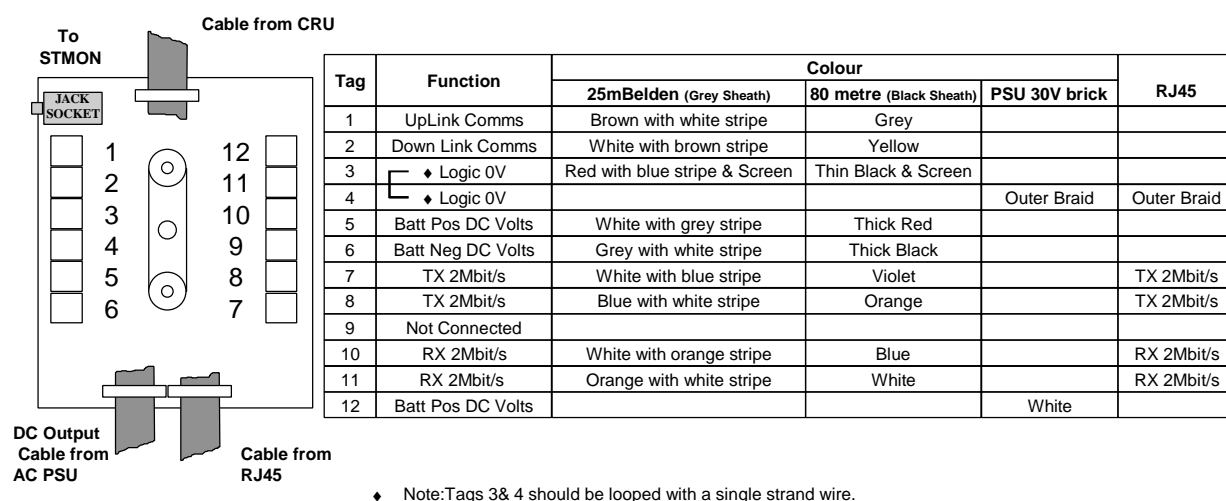 Cable from CRU
To
STMON
JACK
SOCKET
1 12
2 11
3 10
4 9
5 8
6 7
DC Output
Cable from
AC PSU
Cable from
RJ45
Tag Function Colour RJ45
25mBelden (Grey Sheath) 80 metre (Black Sheath) PSU 30V brick
1 UpLink Comms Brown with white stripe Grey
2 Down Link Comms White with brown stripe Yellow
3 ♦ Logic 0V Red with blue stripe & Screen Thin Black & Screen
4 ♦ Logic 0V Outer Braid Outer Braid
5 Batt Pos DC Volts White with grey stripe Thick Red
6 Batt Neg DC Volts Grey with white stripe Thick Black
7 TX 2Mbit/s White with blue stripe Violet TX 2Mbit/s
8 TX 2Mbit/s Blue with white stripe Orange TX 2Mbit/s
9 Not Connected
10 RX 2Mbit/s White with orange stripe Blue RX 2Mbit/s
11 RX 2Mbit/s Orange with white stripe White RX 2Mbit/s
12 Batt Pos DC Volts White
♦ Note:Tags 3& 4 should be looped with a single strand wire.